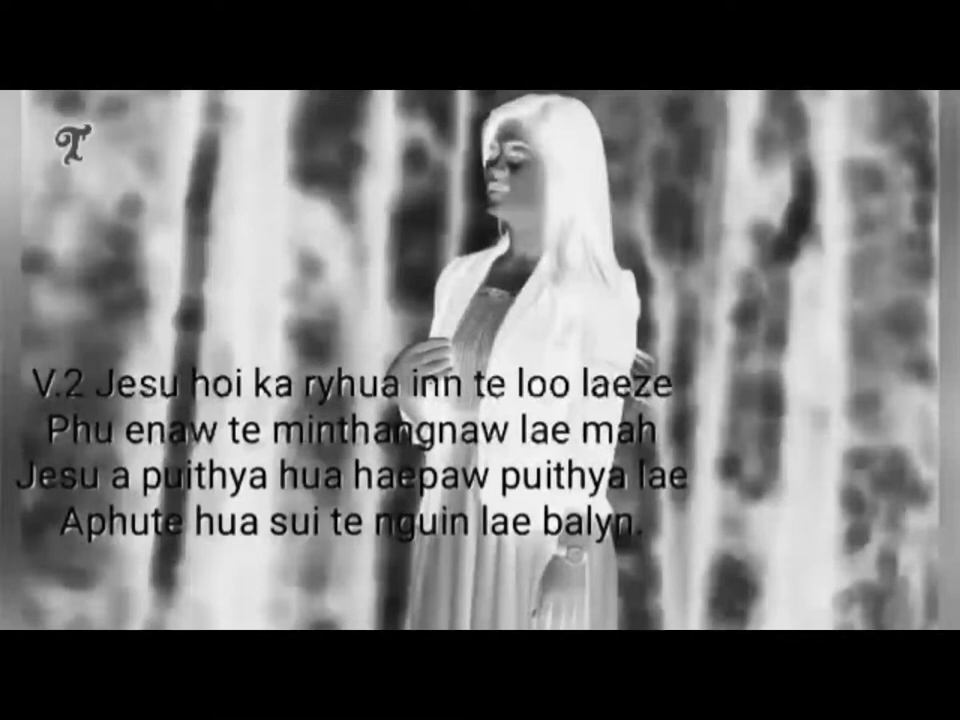 T
V.2 Jesu hoi ka ryhua inn te loo laeze
Phu enaw te minthangnaw lae mah
Jesu a puithya hua haepaw puithya lae
Aphute hua sui te nguin lae balyn.